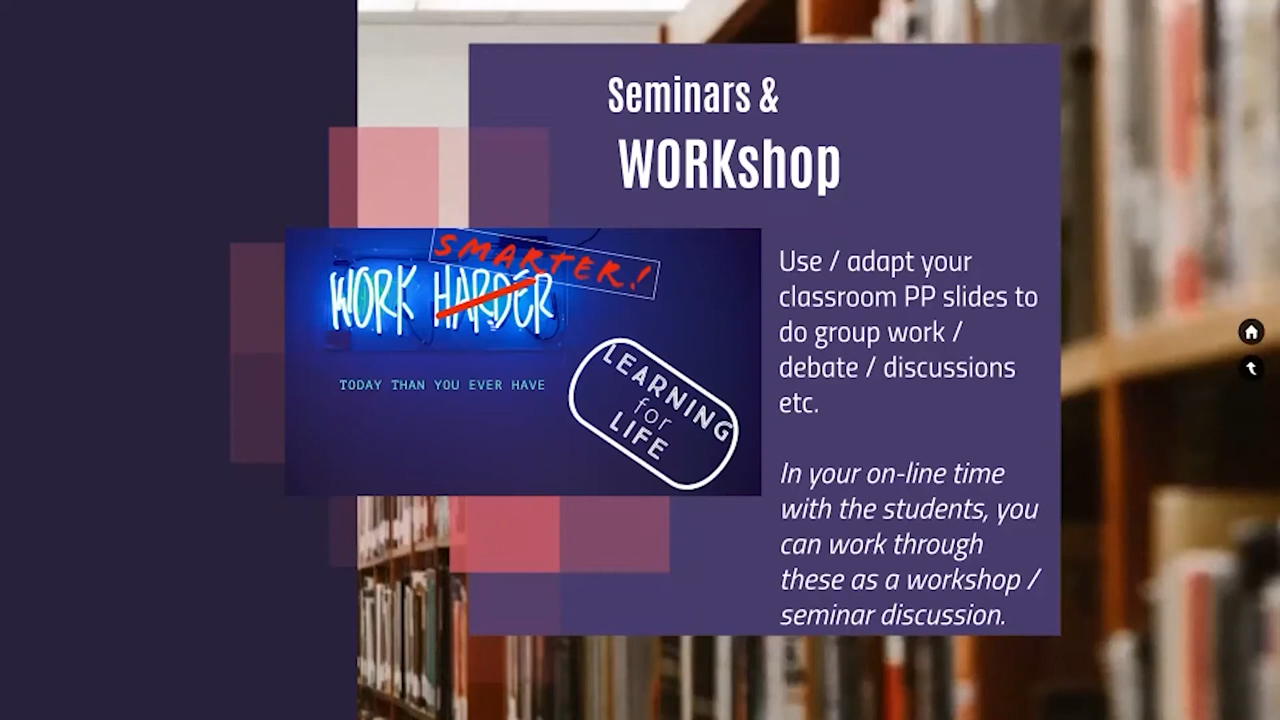 Seminars &
WORKshop
SMARTER!
WORK HARDER
TODAY THAN YOU EVER HAVE
LEARNING
for
LIFE
Use / adapt your
classroom PP slides to
do group work /
debate / discussions
etc.
In your on-line time
with the students, you
can work through
these as a workshop /
seminar discussion.